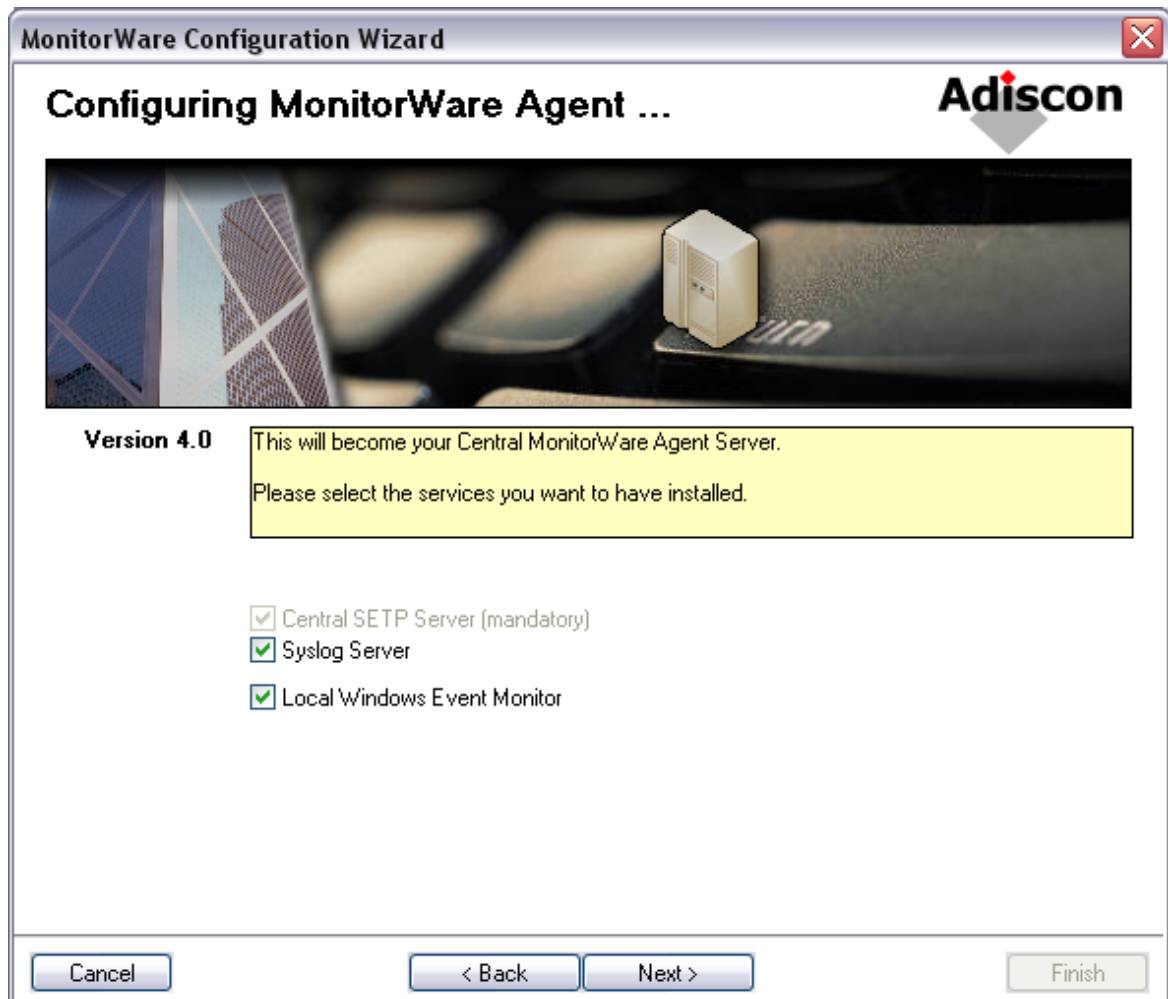 MonitorWare Configuration Wizard
Configuring MonitorWare Agent ...
Adiscon
Version 4.0
This will become your Central MonitorWare Agent Server.
Please select the services you want to have installed.
Central SETP Server (mandatory)
Syslog Server
Local Windows Event Monitor
Cancel
< Back
Next >
Finish